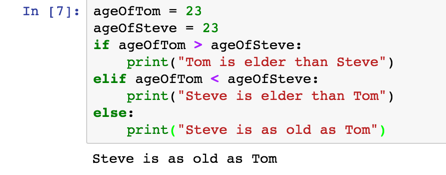 In [7]: ageOfTom = 23
ageOfSteve = 23
if ageOfTom > ageOfSteve:
    print("Tom is elder than Steve")
elif ageOfTom < ageOfSteve:
    print("Steve is elder than Tom")
else:
    print("Steve is as old as Tom")
Steve is as old as Tom